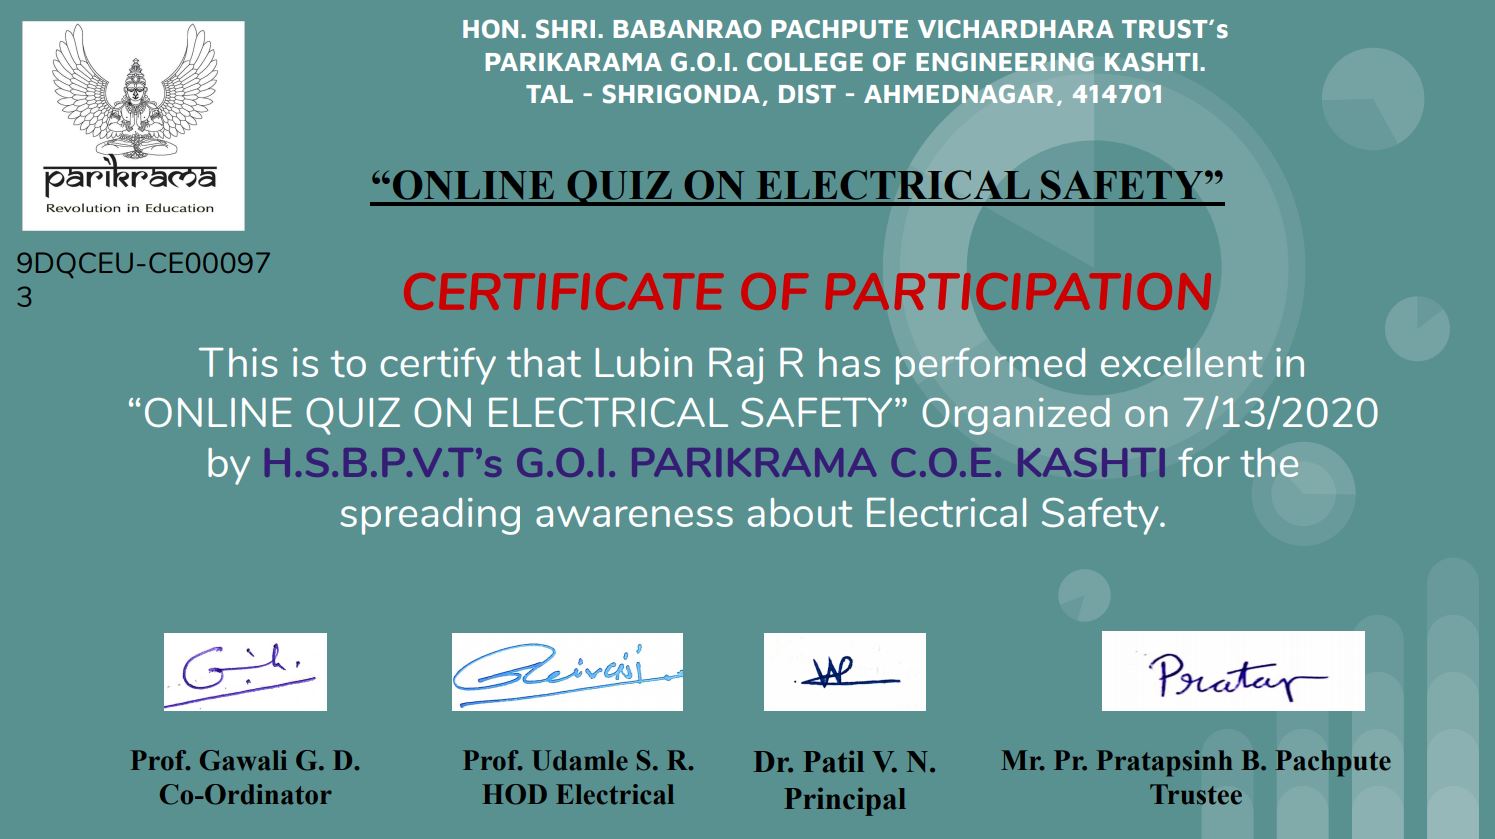 HON. SHRI. BABANRAO PACHPUTE VICHARDHARA TRUST's
PARIKARAMA G.O.I. COLLEGE OF ENGINEERING KASHTI.
TAL - SHRIGONDA, DIST - AHMEDNAGAR, 414701
parikrama
Revolution in Education
“ONLINE QUIZ ON ELECTRICAL SAFETY”
9DQCEU-CE00097
3
CERTIFICATE OF PARTICIPATION
This is to certify that Lubin Raj R has performed excellent in
“ONLINE QUIZ ON ELECTRICAL SAFETY” Organized on 7/13/2020
by H.S.B.P.V.T’s G.O.I. PARIKRAMA C.O.E. KASHTI for the
spreading awareness about Electrical Safety.
Pratap
Prof. Gawali G. D.
Co-Ordinator
Prof. Udamle S. R.
HOD Electrical
Dr. Patil V. N.
Principal
Mr. Pr. Pratapsinh B. Pachpute
Trustee